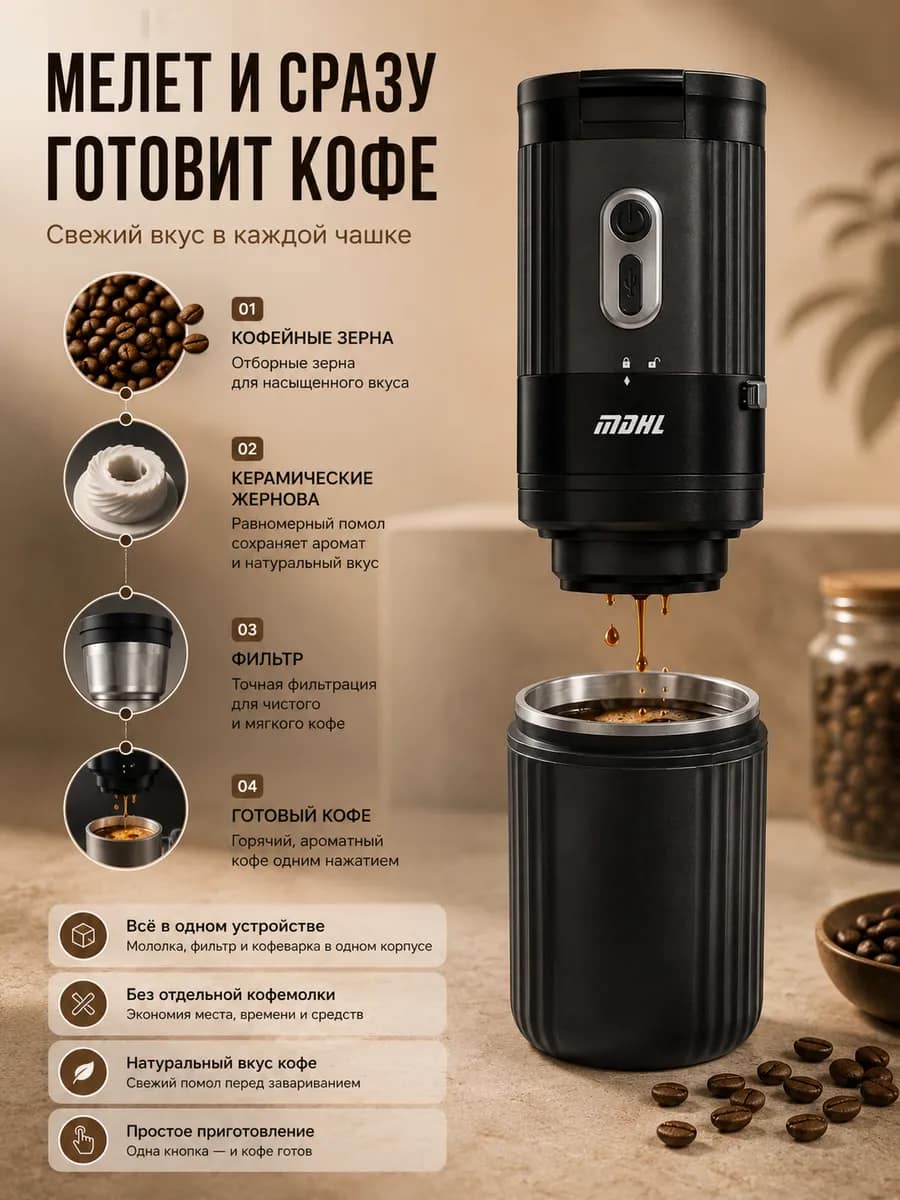 МЕЛЕТ И СРАЗУ
ГОТОВИТ КОФЕ
Свежий вкус в каждой чашке
01
КОФЕЙНЫЕ ЗЕРНА
Отборные зерна
для насыщенного вкуса
02
КЕРАМИЧЕСКИЕ
ЖЕРНОВА
Равномерный помол
сохраняет аромат
и натуральный вкус
03
ФИЛЬТР
Точная фильтрация
для чистого
и мягкого кофе
04
ГОТОВЫЙ КОФЕ
Горячий, ароматный
кофе одним нажатием
Всё в одном устройстве
Мололка, фильтр и кофеварка в одном корпусе
Без отдельной кофемолки
Экономия места, времени и средств
Натуральный вкус кофе
Свежий помол перед завариванием
Простое приготовление
Одна кнопка — и кофе готов
MDHL